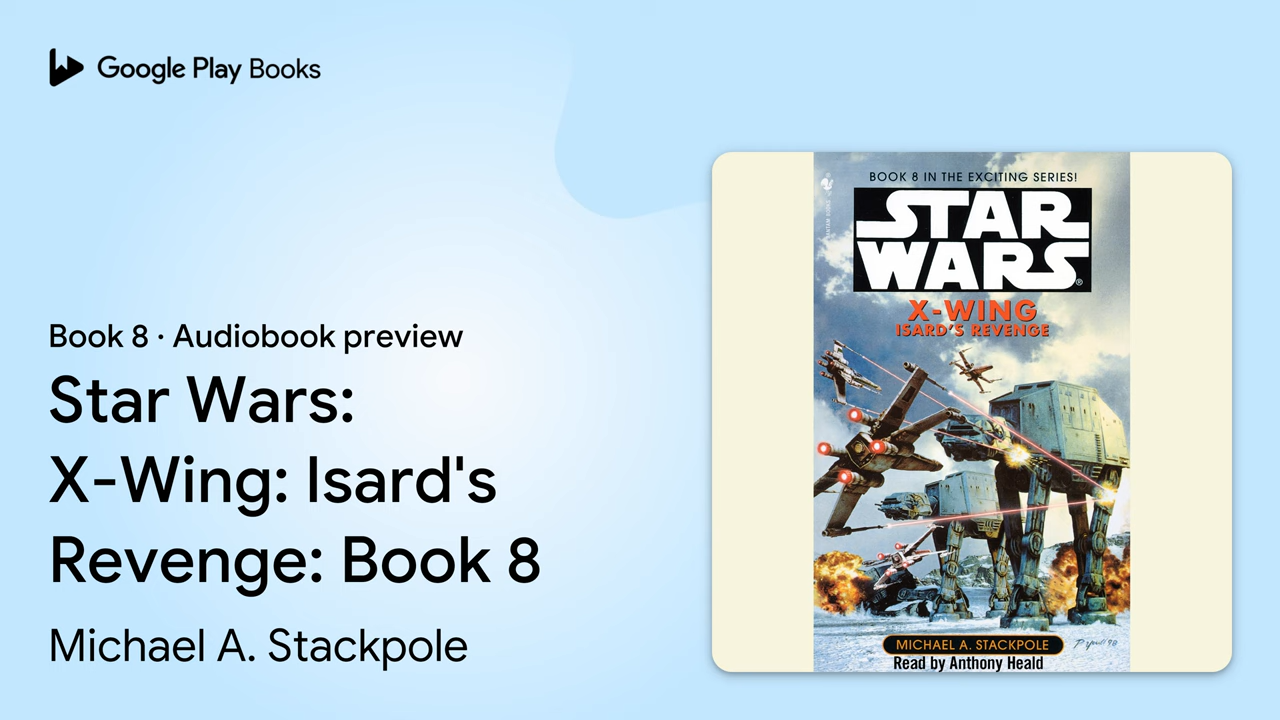 Google Play Books
Book 8 · Audiobook preview
Star Wars:
X-Wing: Isard's
Revenge: Book 8
Michael A. Stackpole
BOOK 8 IN THE EXCITING SERIES!
STAR
WARS®
X-WING
ISARD'S REVENGE
MICHAEL A. STACKPOLE
Read by Anthony Heald